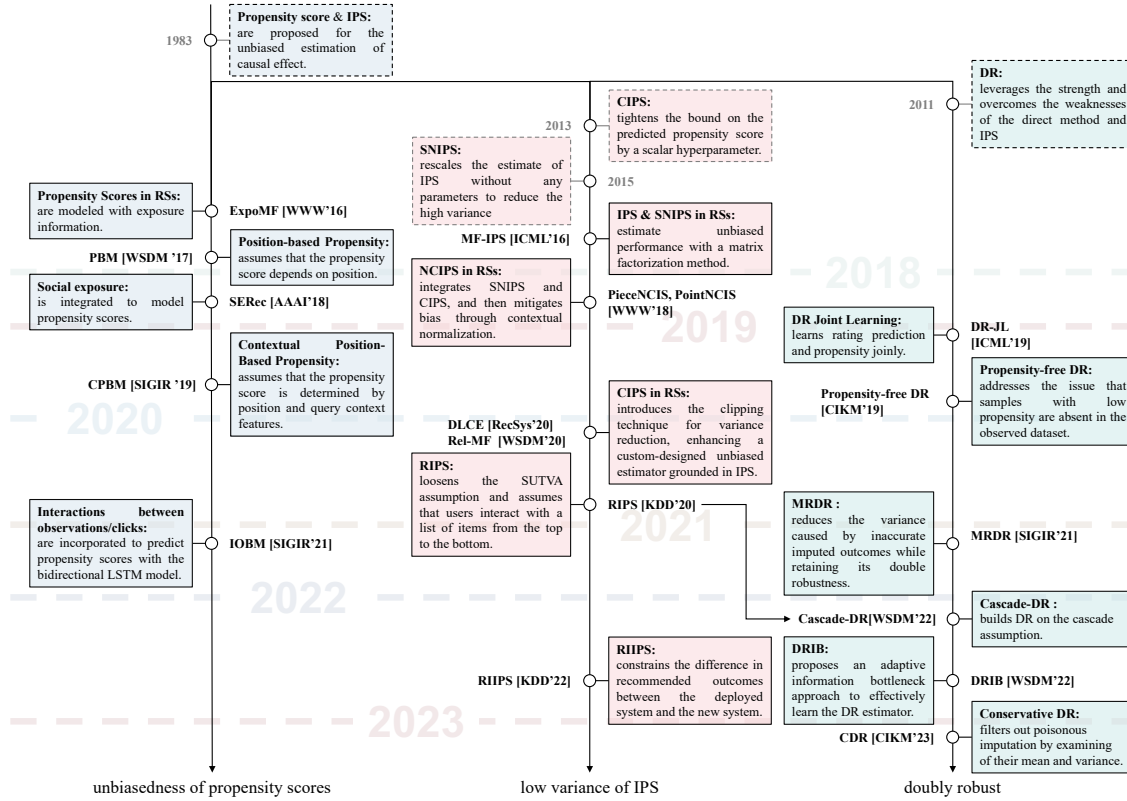 1983
Propensity score & IPS:
are proposed for the
unbiased estimation of
causal effect.
2013
CIPS:
tightens the bound on the
predicted propensity score
by a scalar hyperparameter.
2011
DR:
leverages the strength and
overcomes the weaknesses
of the direct method and
IPS
SNIPS:
rescales the estimate of
IPS without any
parameters to reduce the
high variance
2015
Propensity Scores in RSs:
are modeled with exposure
information.
ExpoMF [WWW'16]
MF-IPS [ICML'16]
IPS & SNIPS in RSs:
estimate unbiased
performance with a matrix
factorization method.
PBM [WSDM '17]
Position-based Propensity:
assumes that the propensity
score depends on position.
2018
Social exposure:
is integrated to model
propensity scores.
SERec [AAAI'18]
NCIPS in RSs:
integrates SNIPS and
CIPS, and then mitigates
bias through contextual
normalization.
PieceNCIS, PointNCIS
[WWW'18]
2019
DR Joint Learning:
learns rating prediction
and propensity joinly.
DR-JL
[ICML'19]
CPBM [SIGIR '19]
Contextual Position-
Based Propensity:
assumes that the propensity
score is determined by
position and query context
features.
Propensity-free DR
[CIKM'19]
Propensity-free DR:
addresses the issue that
samples with low
propensity are absent in the
observed dataset.
2020
DLCE [RecSys'20]
Rel-MF [WSDM'20]
CIPS in RSs:
introduces the clipping
technique for variance
reduction, enhancing a
custom-designed unbiased
estimator grounded in IPS.
RIPS:
loosens the SUTVA
assumption and assumes
that users interact with a
list of items from the top
to the bottom.
RIPS [KDD'20]
2021
Interactions between
observations/clicks:
are incorporated to predict
propensity scores with the
bidirectional LSTM model.
IOBM [SIGIR'21]
MRDR :
reduces the variance
caused by inaccurate
imputed outcomes while
retaining its double
robustness.
MRDR [SIGIR'21]
2022
Cascade-DR[WSDM'22]
Cascade-DR :
builds DR on the cascade
assumption.
RIIPS [KDD'22]
RIIPS:
constrains the difference in
recommended outcomes
between the deployed
system and the new system.
DRIB:
proposes an adaptive
information bottleneck
approach to effectively
learn the DR estimator.
DRIB [WSDM'22]
2023
CDR [CIKM'23]
Conservative DR:
filters out poisonous
imputation by examining
of their mean and variance.
unbiasedness of propensity scores
low variance of IPS
doubly robust